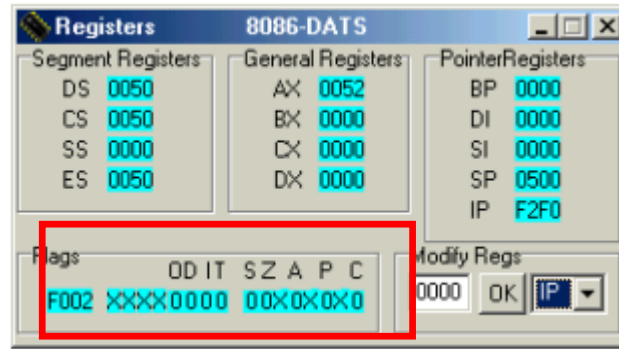 Registers 8086-DATS
Segment Registers General Registers PointerRegisters
DS 0050 AX 0052 BP 0000
CS 0050 BX 0000 DI 0000
SS 0000 CX 0000 SI 0000
ES 0050 DX 0000 SP 0500
IP F2F0
Flags Modify Regs
OD IT SZ A P C
F002 XXXX0000 00X0X0X0 0000 OK IP